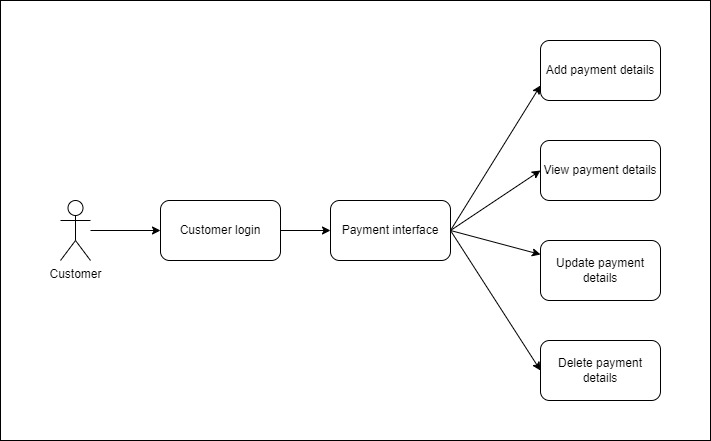 Add payment details
View payment details
Customer login
Payment interface
Customer
Update payment
details
Delete payment
details